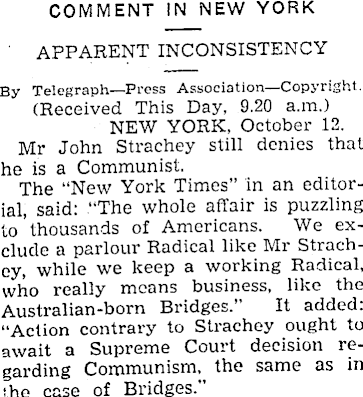 COMMENT IN NEW YORK
APPARENT INCONSISTENCY
By Telegraph—Press Association—Copyright.
(Received This Day, 9.20 a.m.)
NEW YORK, October 12.
Mr John Strachey still denies that
he is a Communist.
The "New York Times" in an editor-
ial, said: "The whole affair is puzzling
to thousands of Americans. We ex-
clude a parlour Radical like Mr Strach-
ey, while we keep a working Radical,
who really means business, like the
Australian-born Bridges." It added:
"Action contrary to Strachey ought to
await a Supreme Court decision re-
garding Communism, the same as in
the case of Bridges."